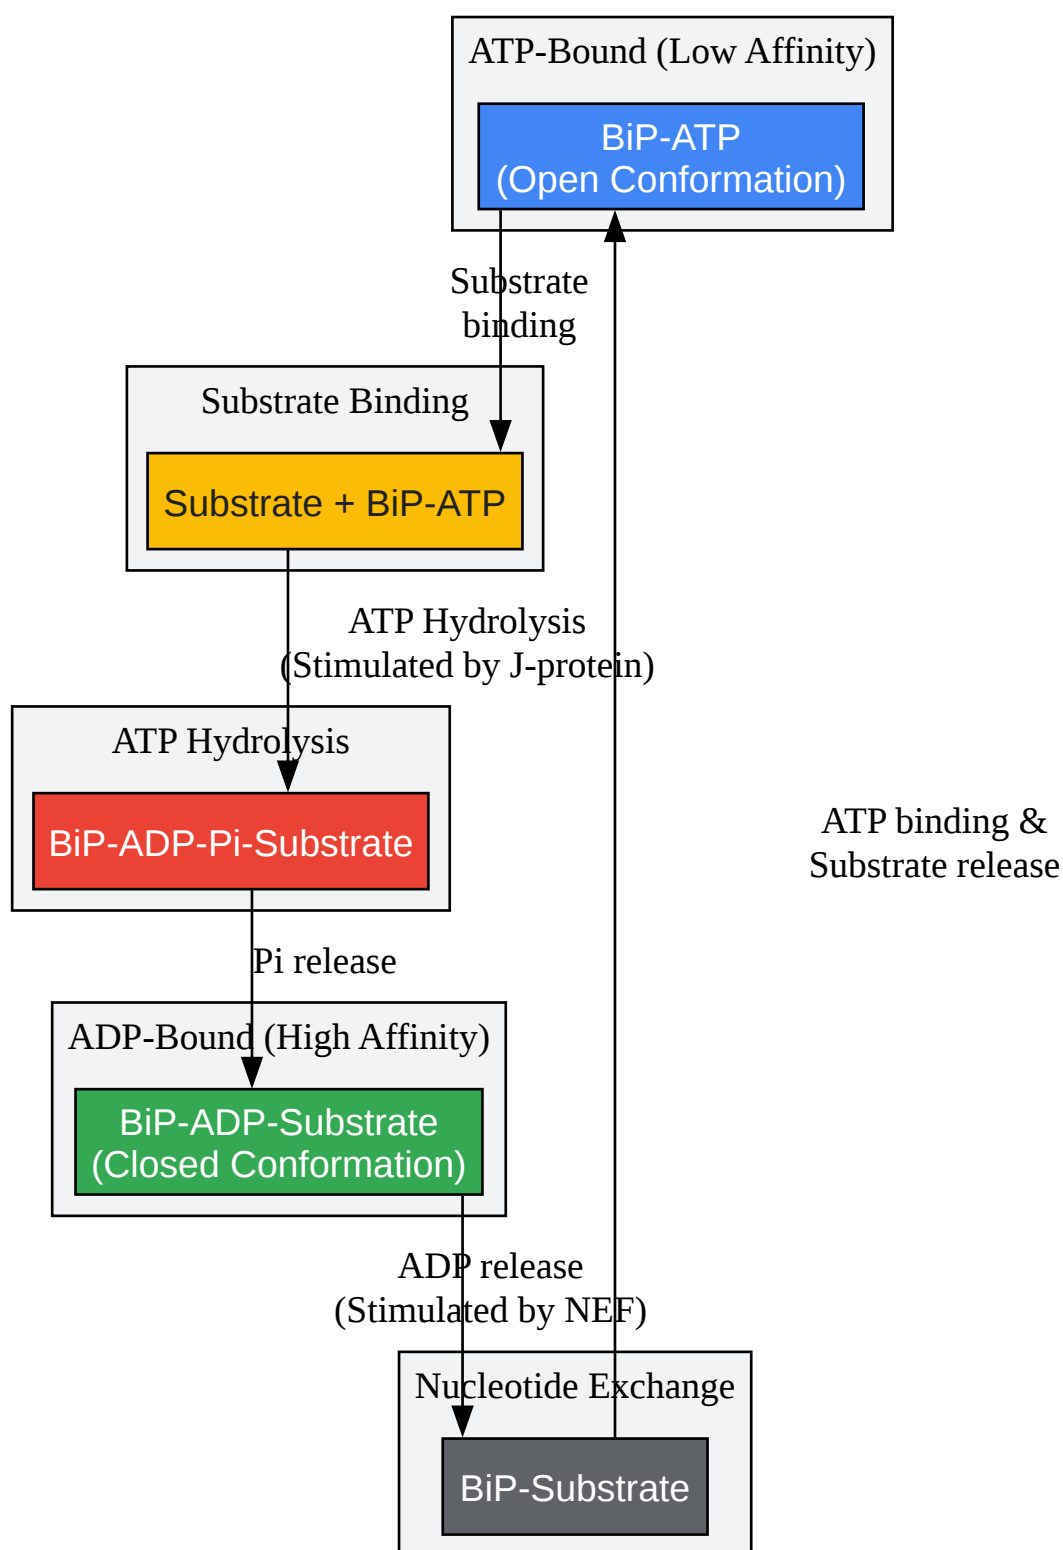 ATP-Bound (Low Affinity)
BiP-ATP
(Open Conformation)
Substrate
binding
Substrate Binding
Substrate + BiP-ATP
ATP Hydrolysis
(Stimulated by J-protein)
ATP Hydrolysis
BiP-ADP-Pi-Substrate
ATP binding &
Substrate release
Pi release
ADP-Bound (High Affinity)
BiP-ADP-Substrate
(Closed Conformation)
ADP release
(Stimulated by NEF)
Nucleotide Exchange
BiP-Substrate